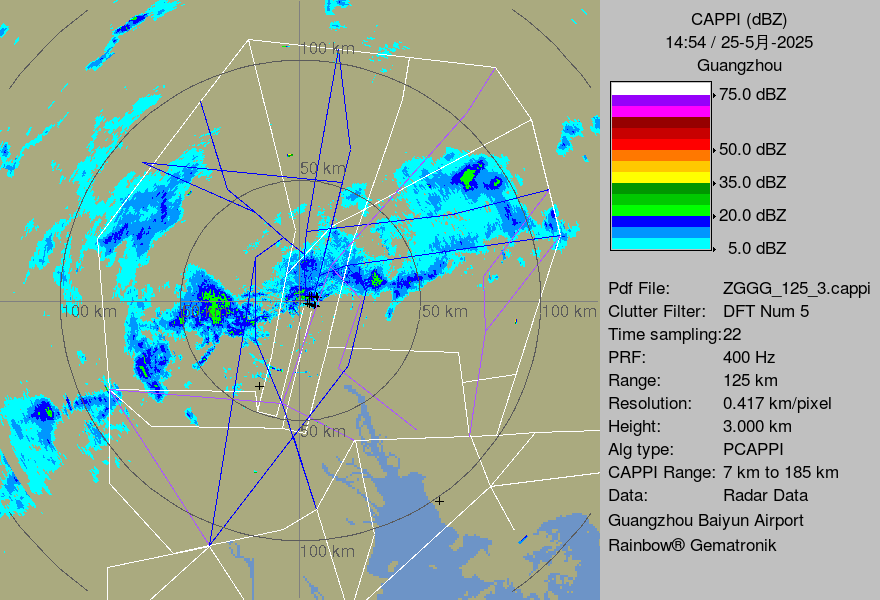 CAPPI (dBZ)
14:54 / 25-5月-2025
Guangzhou
75.0 dBZ
50.0 dBZ
35.0 dBZ
20.0 dBZ
5.0 dBZ
100 km
50 km
100 km
50 km
100 km
50 km
100 km
Pdf File: ZGGG_125_3.cappi
Clutter Filter: DFT Num 5
Time sampling:22
PRF: 400 Hz
Range: 125 km
Resolution: 0.417 km/pixel
Height: 3.000 km
Alg type: PCAPPI
CAPPI Range: 7 km to 185 km
Data: Radar Data
Guangzhou Baiyun Airport
Rainbow® Gematronik